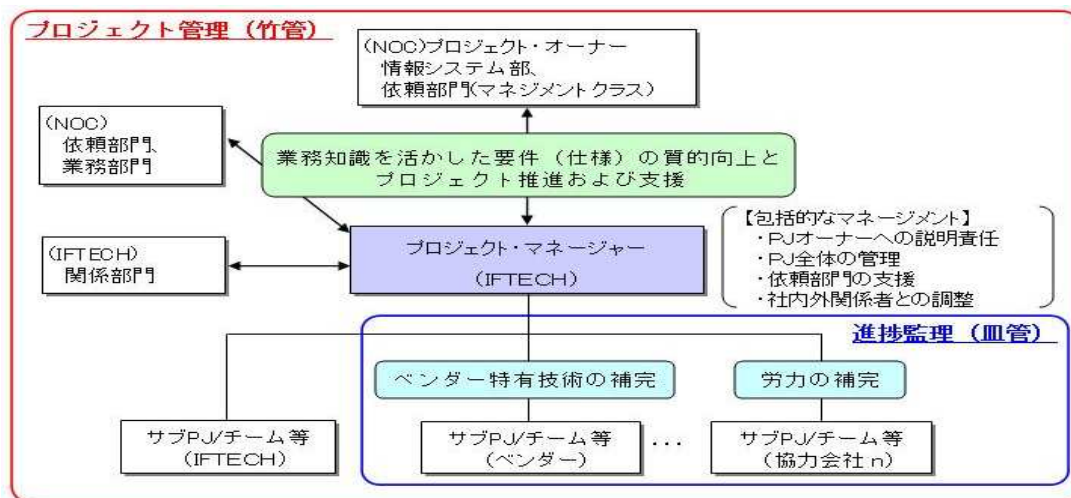 プロジェクト管理（竹管）
(NOC)プロジェクト・オーナー
情報システム部、
依頼部門(マネジメントクラス)
(NOC)
依頼部門、
業務部門
業務知識を活かした要件（仕様）の質的向上と
プロジェクト推進および支援
(IFTECH)
関係部門
プロジェクト・マネージャー
(IFTECH)
【包括的なマネージメント】
・PJオーナーへの説明責任
・PJ全体の管理
・依頼部門の支援
・社内外関係者との調整
進捗監理（皿管）
ベンダー特有技術の補完
労力の補完
サブPJ/チーム等
(IFTECH)
サブPJ/チーム等
(ベンダー)
...
サブPJ/チーム等
(協力会社n)